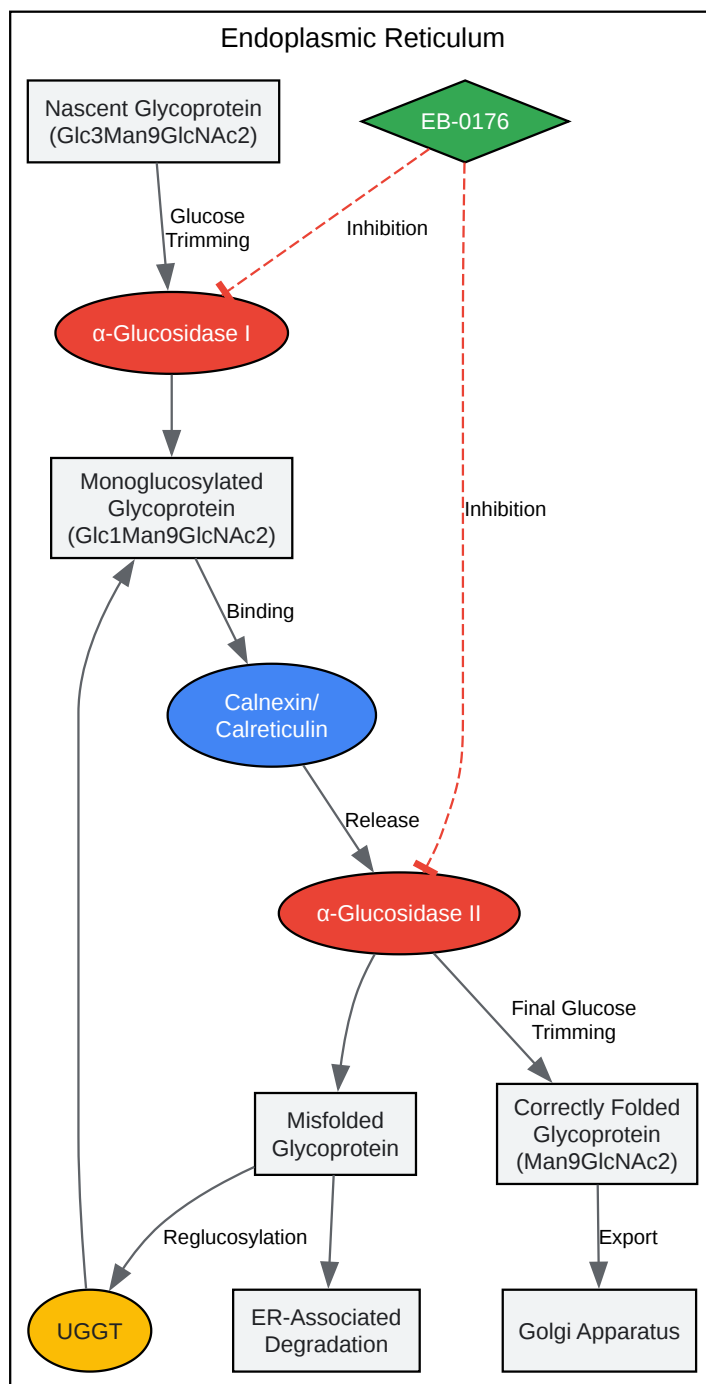 Endoplasmic Reticulum
Nascent Glycoprotein
(Glc3Man9GlcNAc2)
EB-0176
Glucose
Trimming
Inhibition
α-Glucosidase I
Monoglucosylated
Glycoprotein
(Glc1Man9GlcNAc2)
Inhibition
Binding
Calnexin/
Calreticulin
Release
α-Glucosidase II
Final Glucose
Trimming
Misfolded
Glycoprotein
Correctly Folded
Glycoprotein
(Man9GlcNAc2)
Reglucosylation
Export
UGGT
ER-Associated
Degradation
Golgi Apparatus